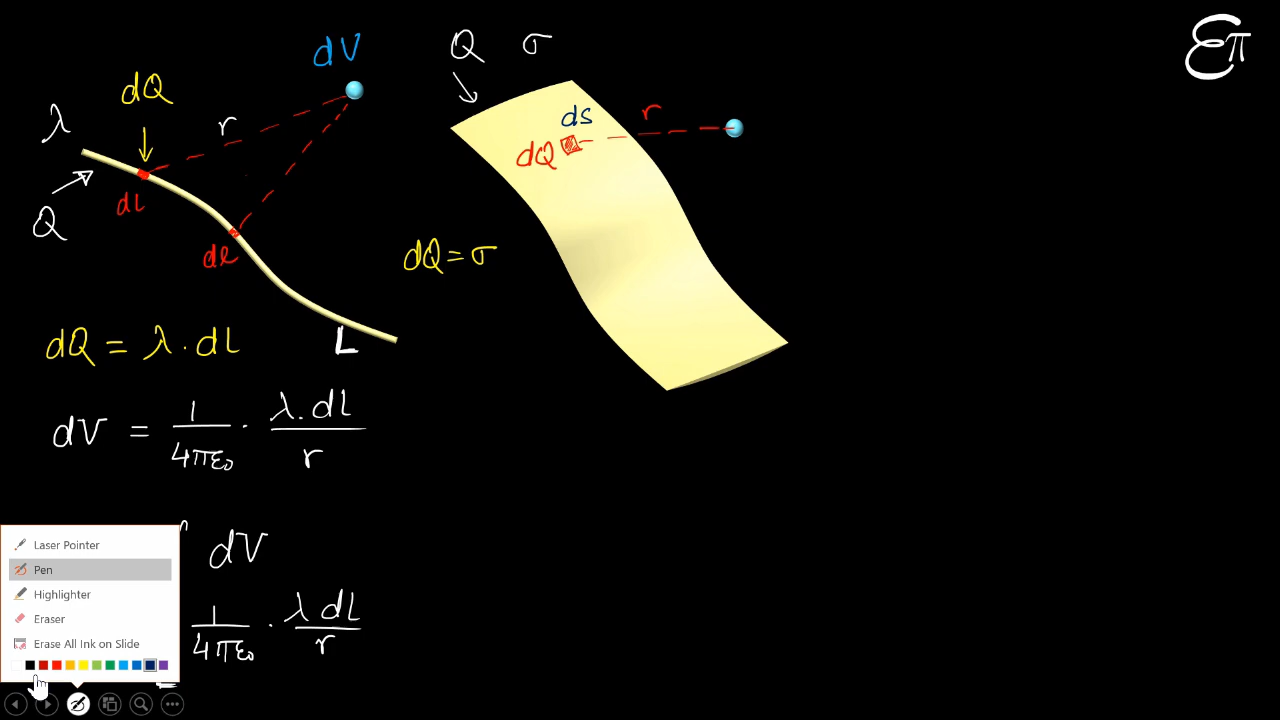 Q σ
dV
dQ
λ
r
dS
r
dQ
dL
Q
dl
dQ = σ
dQ = λ · dL
L
dV = 1/4πε₀ · λ · dL/r
dV
1/4πε₀ · λ dL/r
Laser Pointer
Pen
Highlighter
Eraser
Erase All Ink on Slide
επ